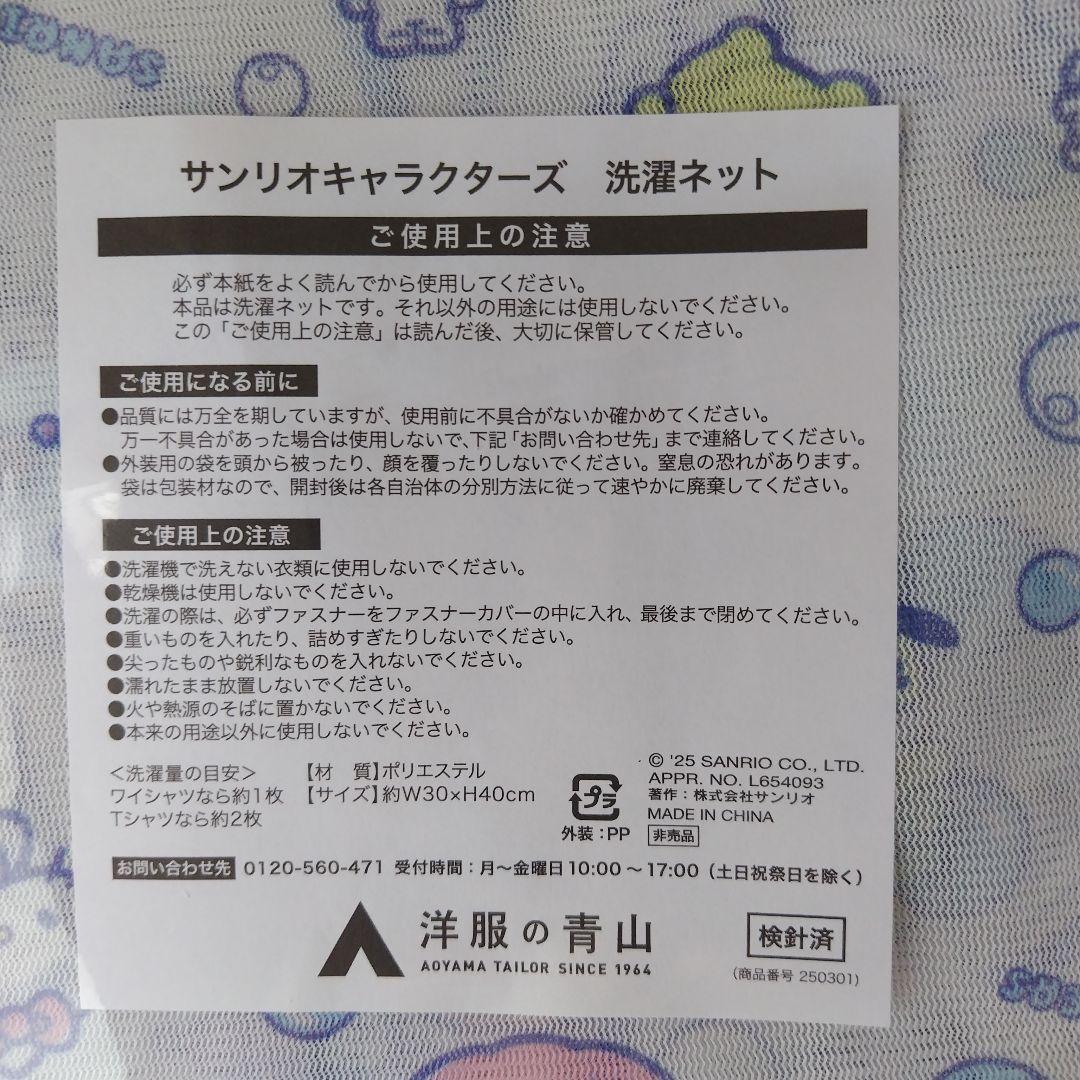 サンリオキャラクターズ　洗濯ネット
ご使用上の注意
必ず本紙をよく読んでから使用してください。
本品は洗濯ネットです。それ以外の用途には使用しないでください。
この「ご使用上の注意」は読んだ後、大切に保管してください。
ご使用になる前に
●品質には万全を期していますが、使用前に不具合がないか確かめてください。
万一不具合があった場合は使用しないで、下記「お問い合わせ先」まで連絡してください。
●外装用の袋を頭から被ったり、顔を覆ったりしないでください。窒息の恐れがあります。
袋は包装材なので、開封後は各自治体の分別方法に従って速やかに廃棄してください。
ご使用上の注意
●洗濯機で洗えない衣類に使用しないでください。
●乾燥機は使用しないでください。
●洗濯の際は、必ずファスナーをファスナーカバーの中に入れ、最後まで閉めてください。
●重いものを入れたり、詰めすぎたりしないでください。
●尖ったものや鋭利なものを入れないでください。
●濡れたまま放置しないでください。
●火や熱源のそばに置かないでください。
●本来の用途以外に使用しないでください。
＜洗濯量の目安＞
ワイシャツなら約1枚
Tシャツなら約2枚
【材　質】ポリエステル
【サイズ】約W30×H40cm
プラ
外装：PP
© '25 SANRIO CO., LTD.
APPR. NO. L654093
著作：株式会社サンリオ
MADE IN CHINA
非売品
お問い合わせ先 0120-560-471 受付時間：月～金曜日10:00～17:00（土日祝祭日を除く）
洋服の青山
AOYAMA TAILOR SINCE 1964
検針済
（商品番号 250301）